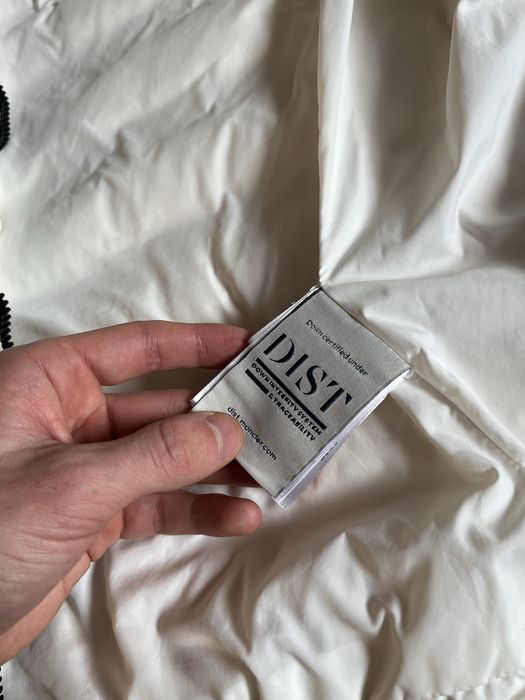 Down certified under
DIST
DOWN INTEGRITY SYSTEM
& TRACEABILITY
dist.moncler.com